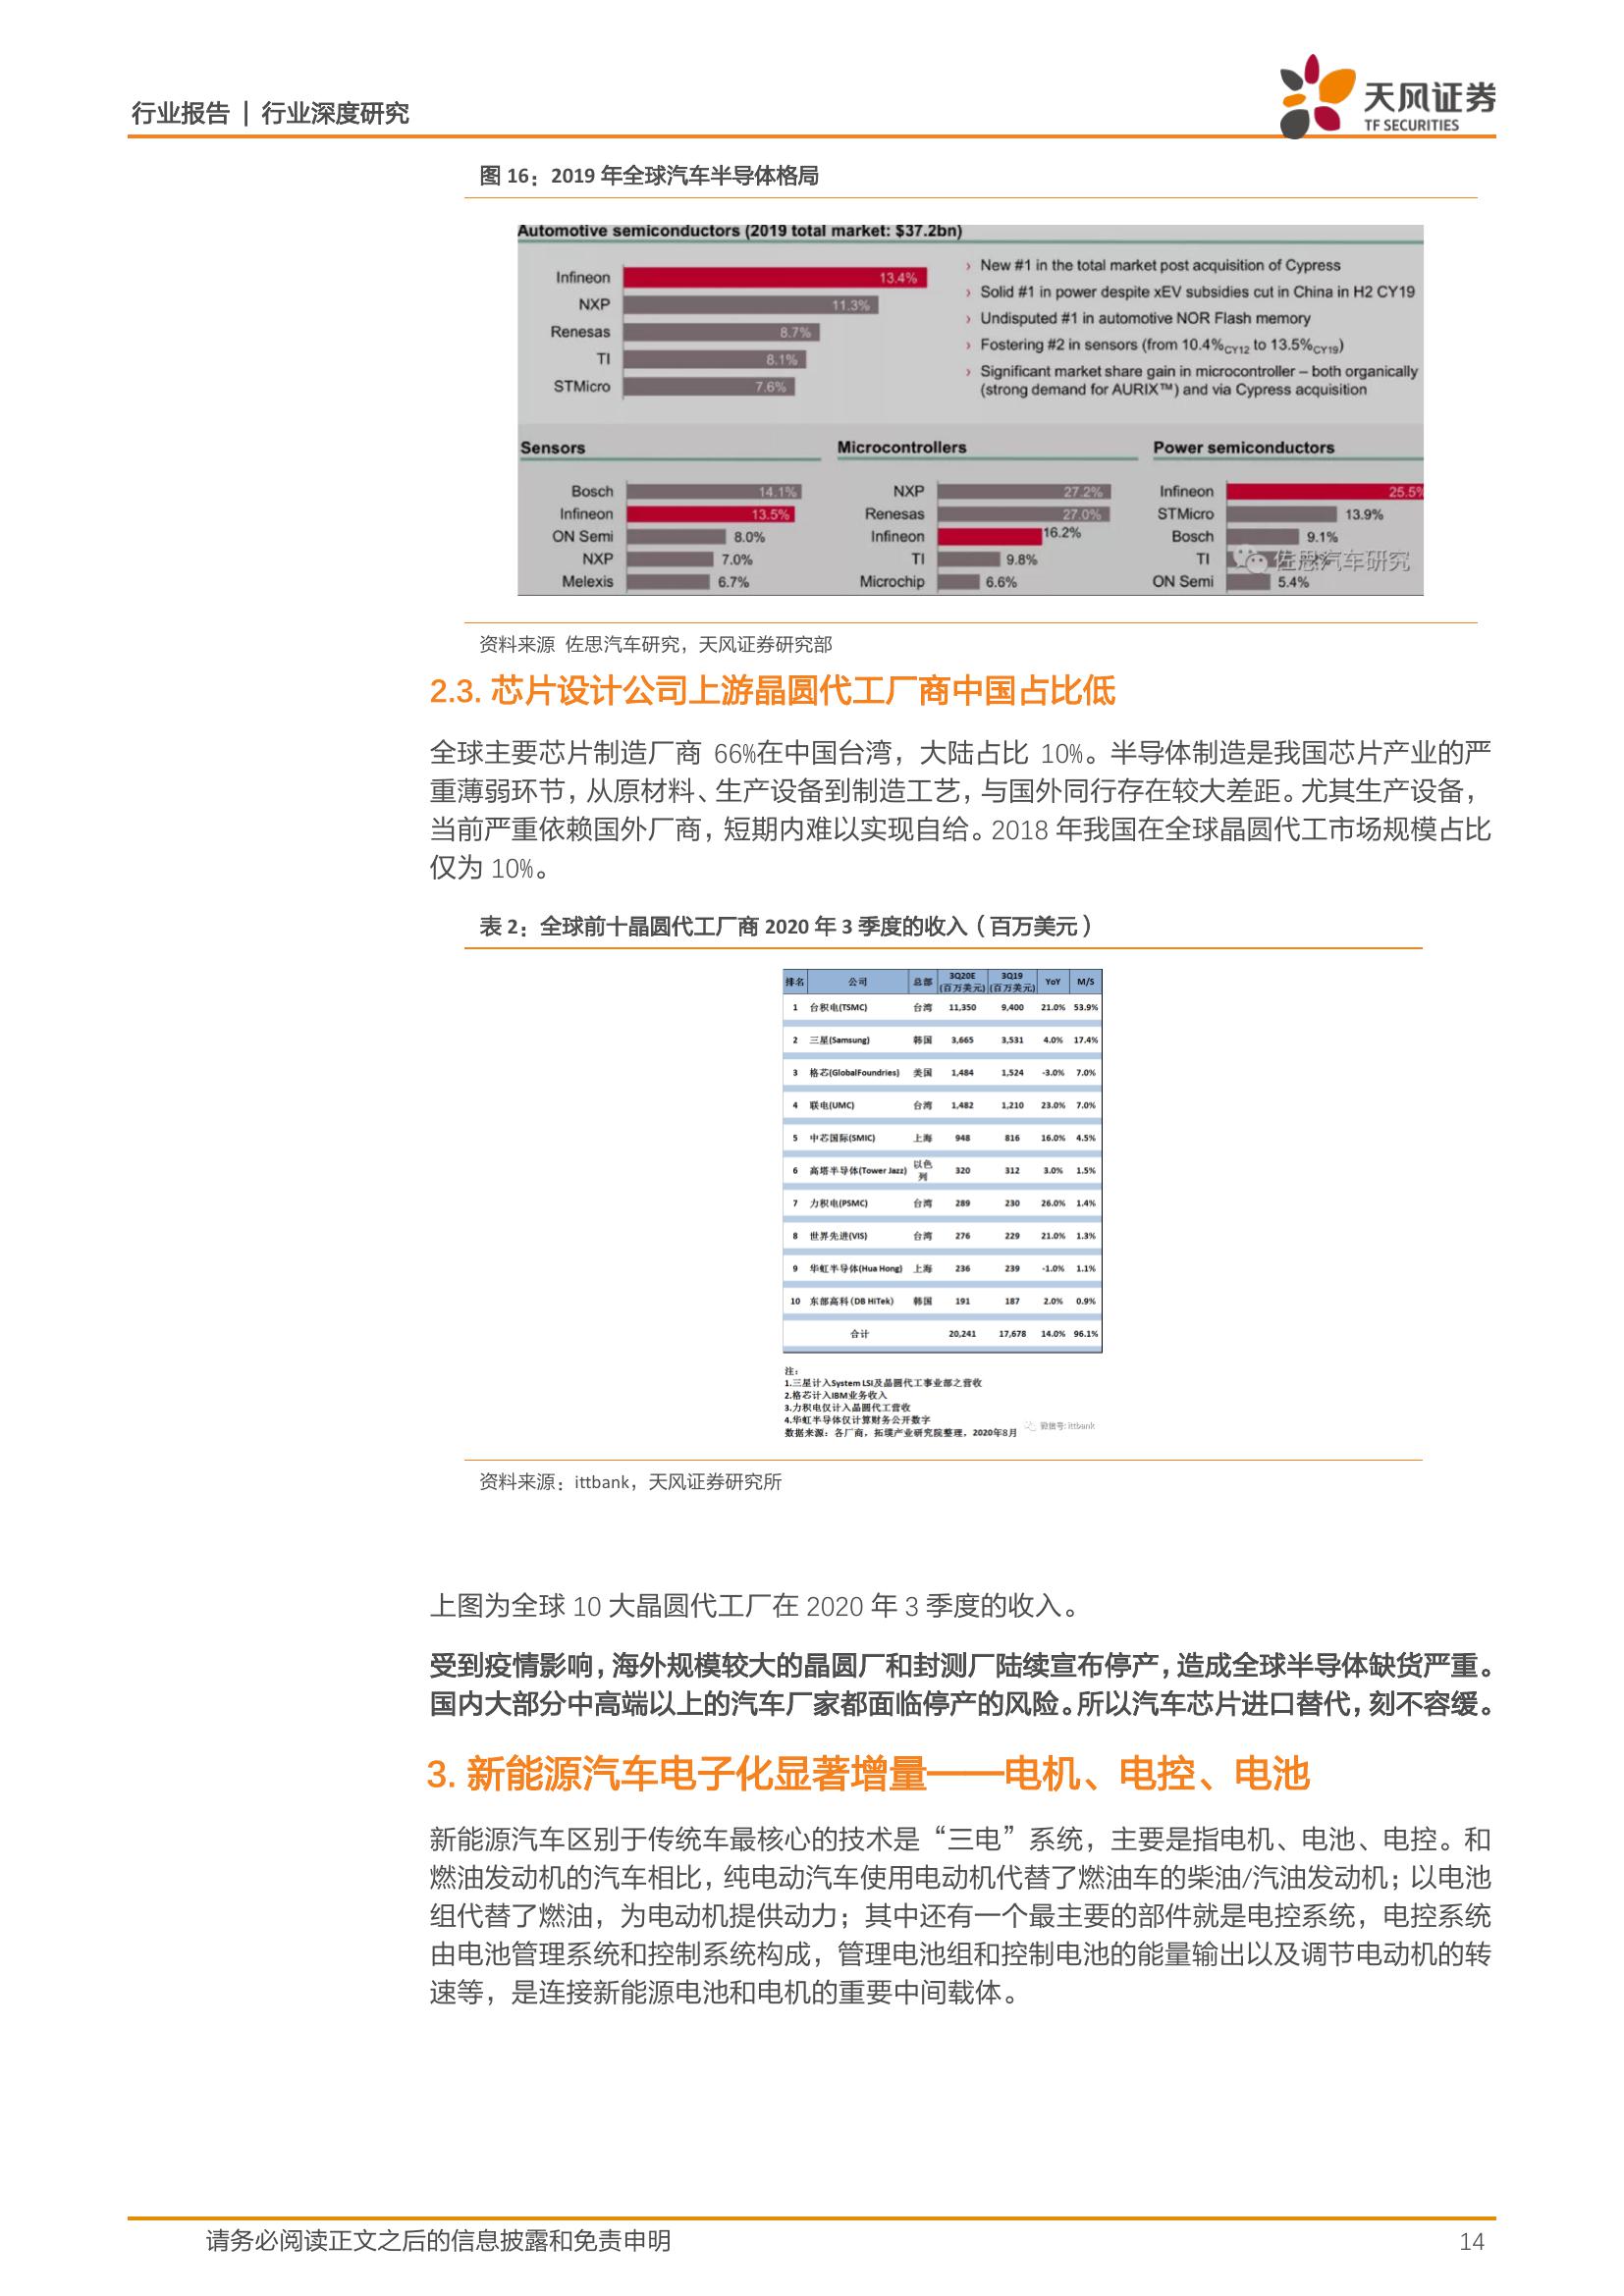 行业报告 | 行业深度研究
天风证券
TF SECURITIES
图 16：2019 年全球汽车半导体格局
Automotive semiconductors (2019 total market: $37.2bn)
Infineon 13.4%
NXP 11.3%
Renesas 8.7%
TI 8.1%
STMicro 7.6%
› New #1 in the total market post acquisition of Cypress
› Solid #1 in power despite xEV subsidies cut in China in H2 CY19
› Undisputed #1 in automotive NOR Flash memory
› Fostering #2 in sensors (from 10.4%CY12 to 13.5%CY19)
› Significant market share gain in microcontroller – both organically
(strong demand for AURIX™) and via Cypress acquisition
Sensors
Bosch 14.1%
Infineon 13.5%
ON Semi 8.0%
NXP 7.0%
Melexis 6.7%
Microcontrollers
NXP 27.2%
Renesas 27.0%
Infineon 16.2%
TI 9.8%
Microchip 6.6%
Power semiconductors
Infineon 25.5%
STMicro 13.9%
Bosch 9.1%
TI
ON Semi 5.4%
佐思汽车研究
资料来源 佐思汽车研究，天风证券研究部
2.3. 芯片设计公司上游晶圆代工厂商中国占比低
全球主要芯片制造厂商 66%在中国台湾，大陆占比 10%。半导体制造是我国芯片产业的严
重薄弱环节，从原材料、生产设备到制造工艺，与国外同行存在较大差距。尤其生产设备，
当前严重依赖国外厂商，短期内难以实现自给。2018 年我国在全球晶圆代工市场规模占比
仅为 10%。
表 2：全球前十晶圆代工厂商 2020 年 3 季度的收入（百万美元）
排名 公司 总部 3Q20E (百万美元) 3Q19 (百万美元) YoY M/S
1 台积电(TSMC) 台湾 11,350 9,400 21.0% 53.9%
2 三星(Samsung) 韩国 3,665 3,531 4.0% 17.4%
3 格芯(GlobalFoundries) 美国 1,484 1,524 -3.0% 7.0%
4 联电(UMC) 台湾 1,482 1,210 23.0% 7.0%
5 中芯国际(SMIC) 上海 948 816 16.0% 4.5%
6 高塔半导体(Tower Jazz) 以色列 320 312 3.0% 1.5%
7 力积电(PSMC) 台湾 289 230 26.0% 1.4%
8 世界先进(VIS) 台湾 276 229 21.0% 1.3%
9 华虹半导体(Hua Hong) 上海 236 239 -1.0% 1.1%
10 东部高科(DB HiTek) 韩国 191 187 2.0% 0.9%
合计 20,241 17,678 14.0% 96.1%
注：
1.三星计入System LSI及晶圆代工事业部之营收
2.格芯计入IBM业务收入
3.力积电仅计入晶圆代工营收
4.华虹半导体仅计算财务公开数字
数据来源：各厂商，拓墣产业研究院整理，2020年8月
微信号: ittbank
资料来源：ittbank，天风证券研究所
上图为全球 10 大晶圆代工厂在 2020 年 3 季度的收入。
受到疫情影响，海外规模较大的晶圆厂和封测厂陆续宣布停产，造成全球半导体缺货严重。
国内大部分中高端以上的汽车厂家都面临停产的风险。所以汽车芯片进口替代，刻不容缓。
3. 新能源汽车电子化显著增量——电机、电控、电池
新能源汽车区别于传统车最核心的技术是“三电”系统，主要是指电机、电池、电控。和
燃油发动机的汽车相比，纯电动汽车使用电动机代替了燃油车的柴油/汽油发动机；以电池
组代替了燃油，为电动机提供动力；其中还有一个最主要的部件就是电控系统，电控系统
由电池管理系统和控制系统构成，管理电池组和控制电池的能量输出以及调节电动机的转
速等，是连接新能源电池和电机的重要中间载体。
请务必阅读正文之后的信息披露和免责申明
14